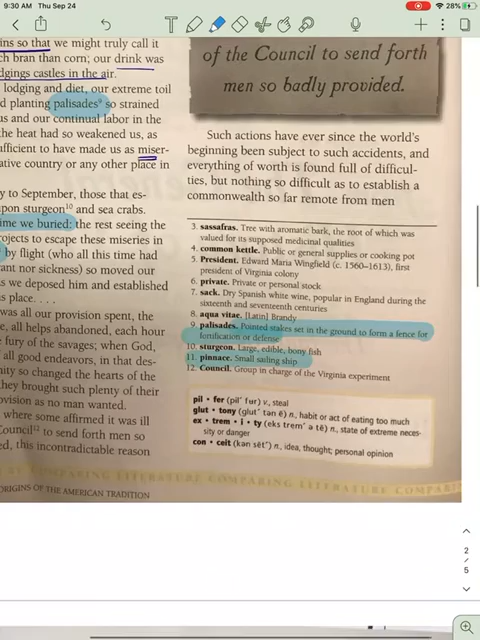 9:30 AM Thu Sep 24
28%
ins so that we might truly call it
ch bran than corn; our drink was
dgings castles in the air.
lodging and diet, our extreme toil
d planting palisades⁹ so strained
us and our continual labor in the
the heat had so weakened us, as
ufficient to have made us as miser-
ative country or any other place in
y to September, those that es-
upon sturgeon¹⁰ and sea crabs.
ime we buried: the rest seeing the
rojects to escape these miseries in
by flight (who all this time had
ant nor sickness) so moved our
s we deposed him and established
s place. . . .
was all our provision spent, the
e, all helps abandoned, each hour
e fury of the savages; when God,
all good endeavors, in that des-
ity so changed the hearts of the
they brought such plenty of their
ovision as no man wanted.
where some affirmed it was ill
Council¹² to send forth men so
ed, this incontradictable reason
ORIGINS OF THE AMERICAN TRADITION
of the Council to send forth
men so badly provided.
Such actions have ever since the world's
beginning been subject to such accidents, and
everything of worth is found full of difficul-
ties, but nothing so difficult as to establish a
commonwealth so far remote from men
3. sassafras. Tree with aromatic bark, the root of which was
valued for its supposed medicinal qualities
4. common kettle. Public or general supplies or cooking pot
5. President. Edward Maria Wingfield (c. 1560–1613), first
president of Virginia colony
6. private. Private or personal stock
7. sack. Dry Spanish white wine, popular in England during the
sixteenth and seventeenth centuries
8. aqua vitae. [Latin] Brandy
9. palisades. Pointed stakes set in the ground to form a fence for
fortification or defense
10. sturgeon. Large, edible, bony fish
11. pinnace. Small sailing ship
12. Council. Group in charge of the Virginia experiment
pil • fer (pil′ fur) v., steal
glut • tony (glut′ tən ē) n., habit or act of eating too much
ex • trem • i • ty (eks trem′ ə tē) n., state of extreme neces-
sity or danger
con • ceit (kən sēt′) n., idea, thought; personal opinion
COMPARING LITERATURE COMPARING LITERATURE COMPAR
2
/
5